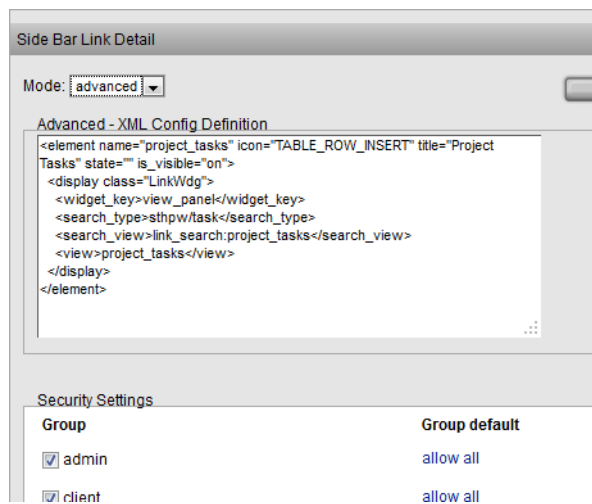 Side Bar Link Detail
Mode: advanced
Advanced - XML Config Definition
<element name="project_tasks" icon="TABLE_ROW_INSERT" title="Project
Tasks" state="" is_visible="on">
<display class="LinkWdg">
<widget_key>view_panel</widget_key>
<search_type>sthpw/task</search_type>
<search_view>link_search:project_tasks</search_view>
<view>project_tasks</view>
</display>
</element>
Security Settings
Group Group default
admin allow all
client allow all